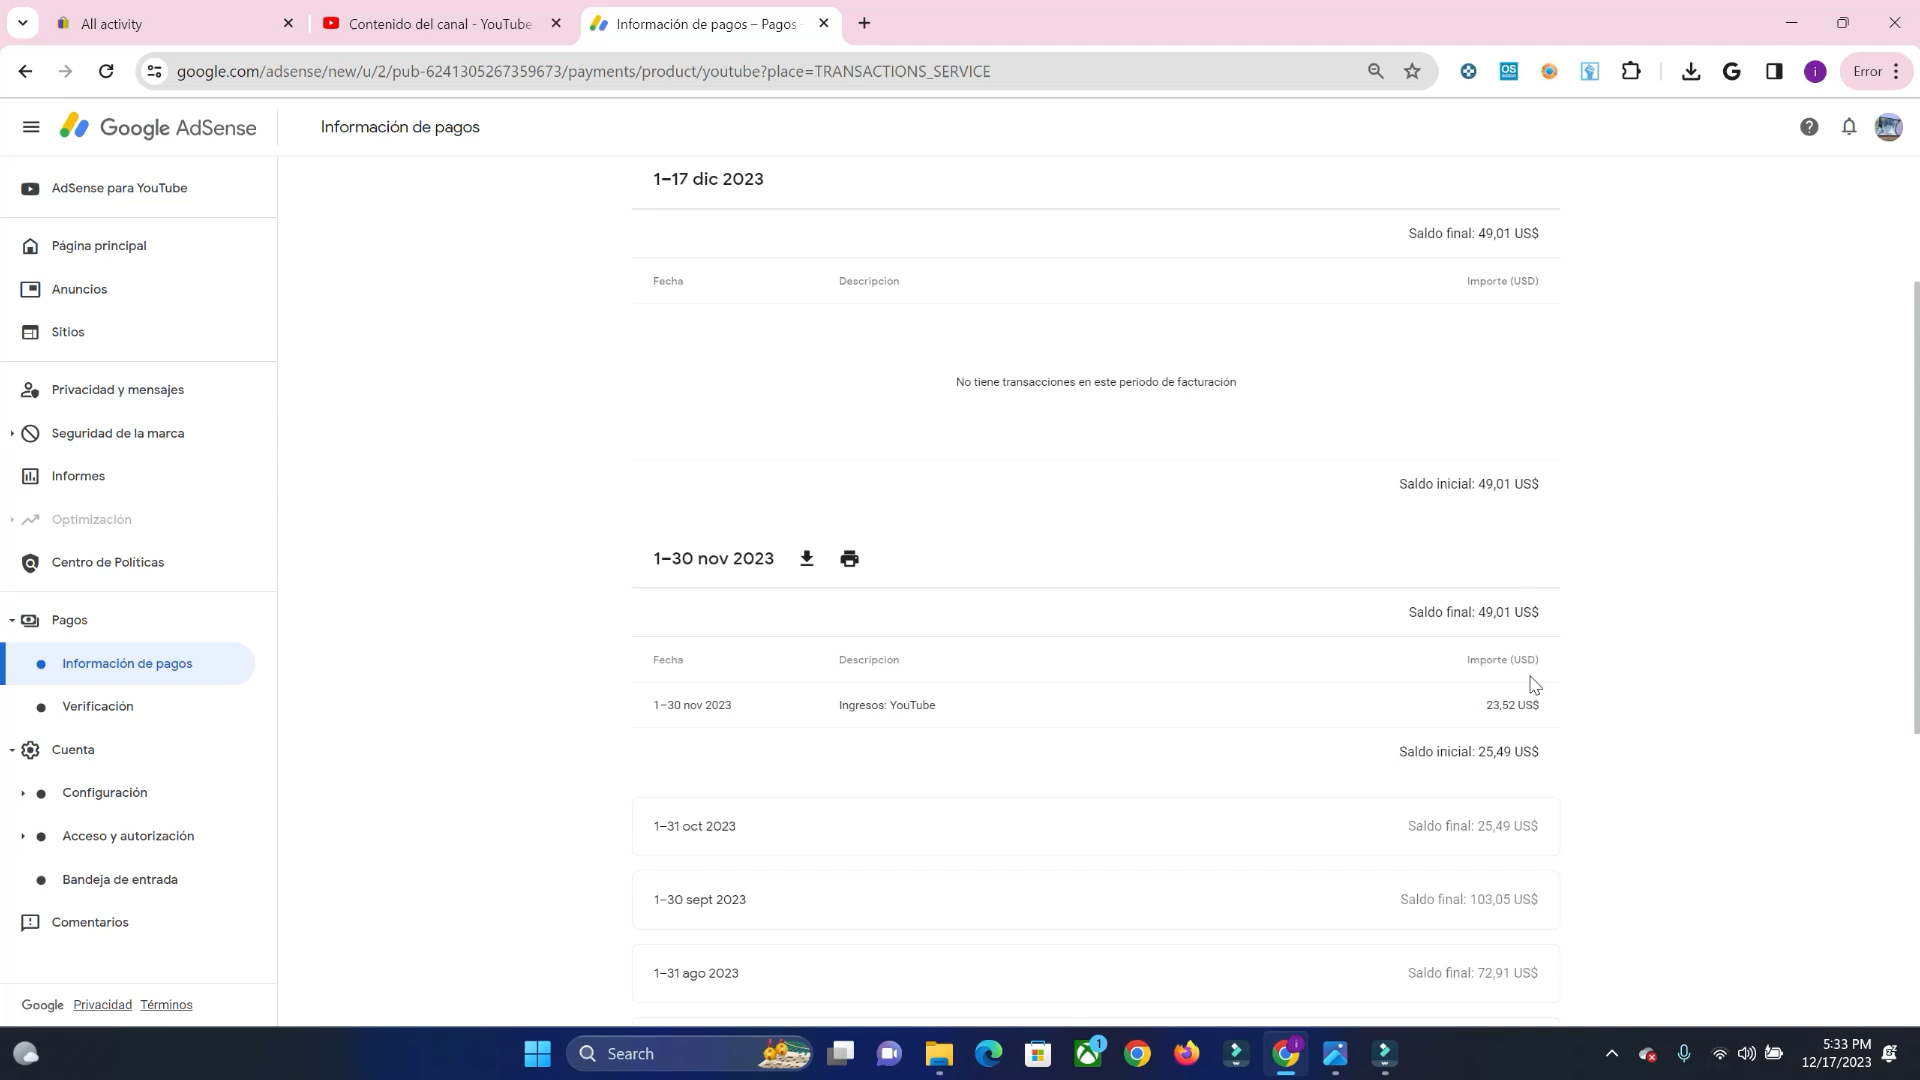 All activity
Contenido del canal - YouTube
Información de pagos – Pagos -
google.com/adsense/new/u/2/pub-6241305267359673/payments/product/youtube?place=TRANSACTIONS_SERVICE
OS
i
Error
Google AdSense
Información de pagos
AdSense para YouTube
Página principal
Anuncios
Sitios
Privacidad y mensajes
Seguridad de la marca
Informes
Optimización
Centro de Políticas
Pagos
Información de pagos
Verificación
Cuenta
Configuración
Acceso y autorización
Bandeja de entrada
Comentarios
Google Privacidad Términos
1–17 dic 2023
Saldo final: 49,01 US$
Fecha Descripción Importe (USD)
No tiene transacciones en este periodo de facturación
Saldo inicial: 49,01 US$
1–30 nov 2023
Saldo final: 49,01 US$
Fecha Descripción Importe (USD)
1–30 nov 2023 Ingresos: YouTube 23,52 US$
Saldo inicial: 25,49 US$
1–31 oct 2023 Saldo final: 25,49 US$
1–30 sept 2023 Saldo final: 103,05 US$
1–31 ago 2023 Saldo final: 72,91 US$
Search
1
5:33 PM
12/17/2023